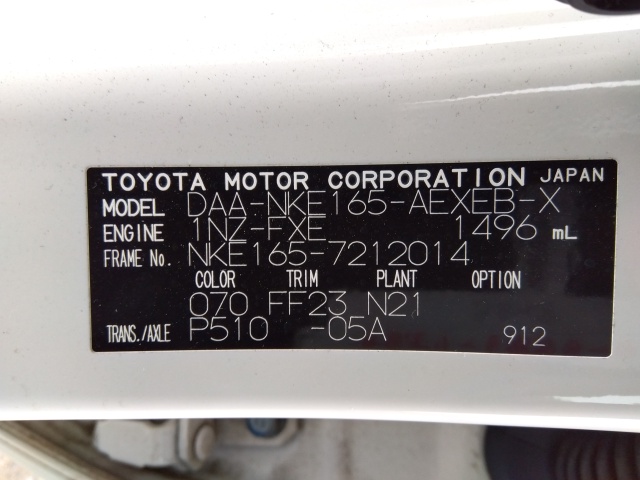 TOYOTA MOTOR CORPORATION JAPAN
MODEL DAA-NKE165-AEXEB-X
ENGINE 1NZ-FXE 1496 mL
FRAME No. NKE165-7212014
COLOR TRIM PLANT OPTION
070 FF23 N21
TRANS./AXLE P510 -05A 912